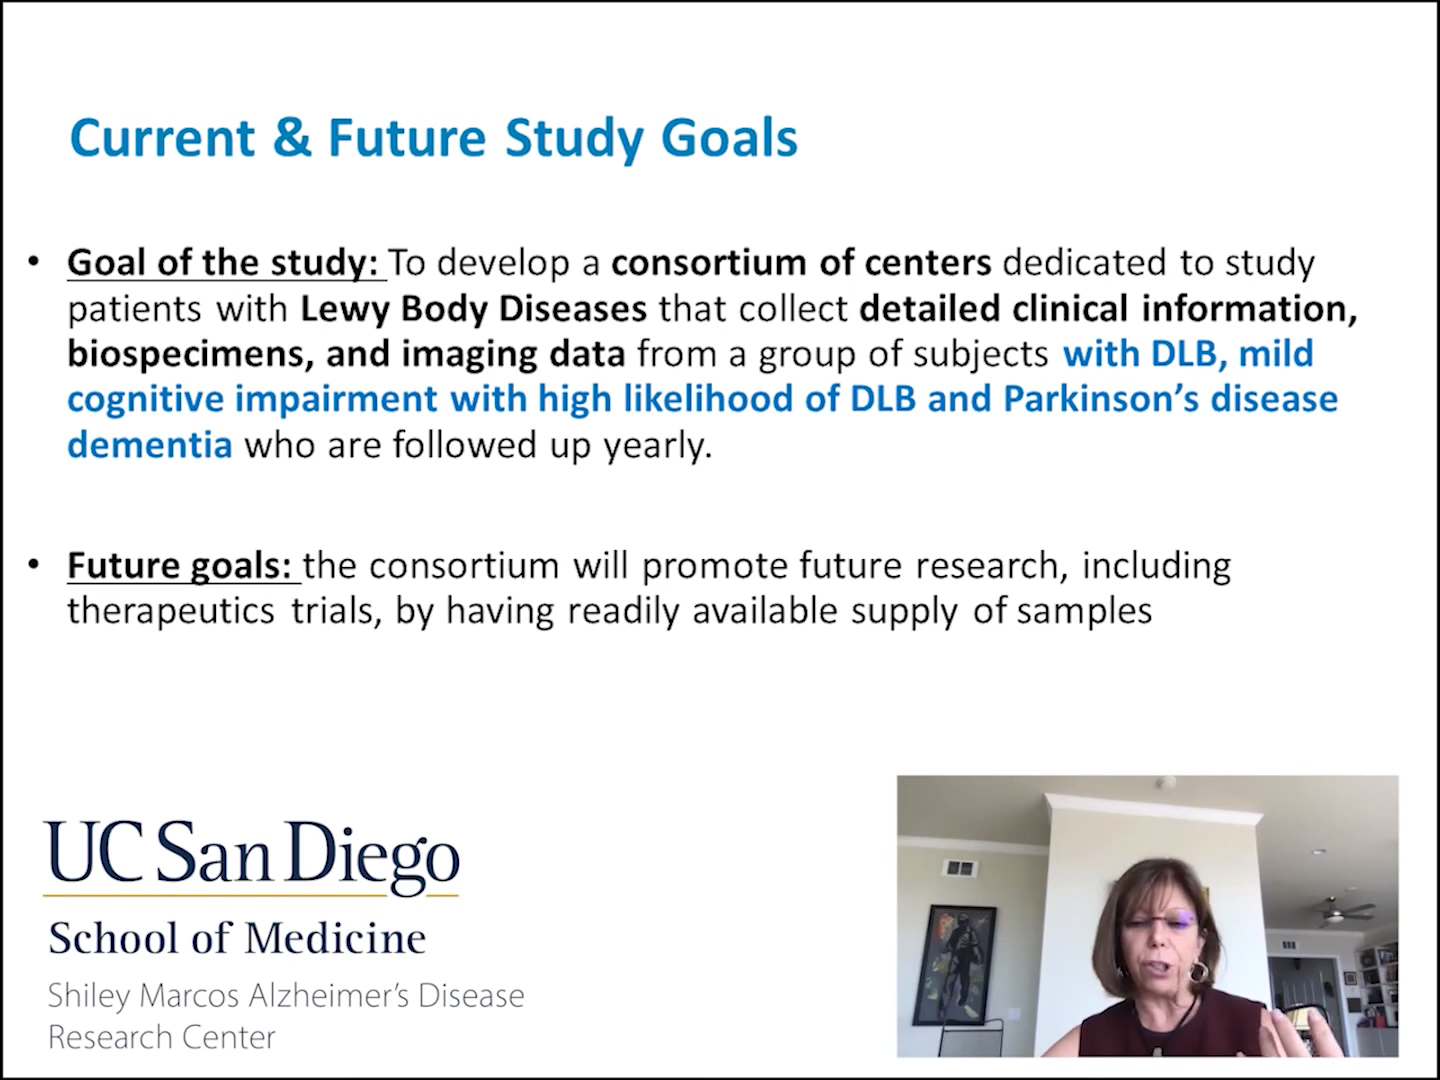 Current & Future Study Goals
• Goal of the study: To develop a consortium of centers dedicated to study
patients with Lewy Body Diseases that collect detailed clinical information,
biospecimens, and imaging data from a group of subjects with DLB, mild
cognitive impairment with high likelihood of DLB and Parkinson’s disease
dementia who are followed up yearly.
• Future goals: the consortium will promote future research, including
therapeutics trials, by having readily available supply of samples
UC San Diego
School of Medicine
Shiley Marcos Alzheimer’s Disease
Research Center